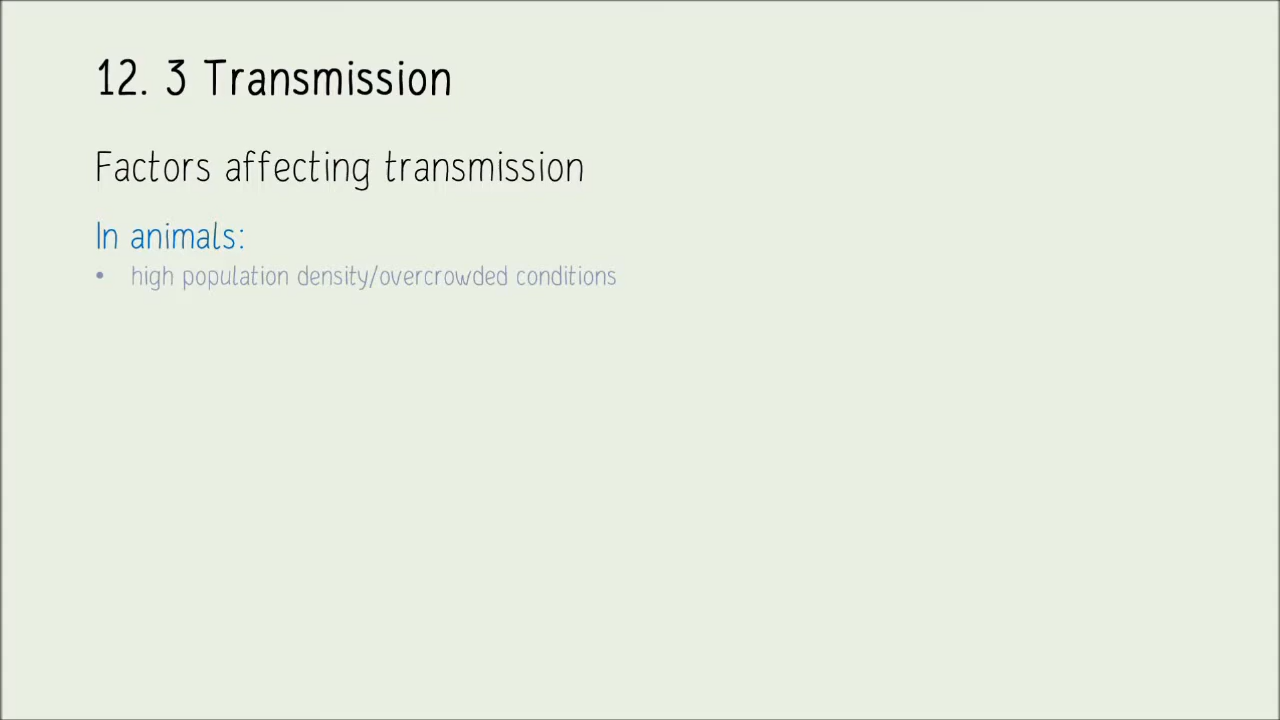 12. 3 Transmission
Factors affecting transmission
In animals:
• high population density/overcrowded conditions